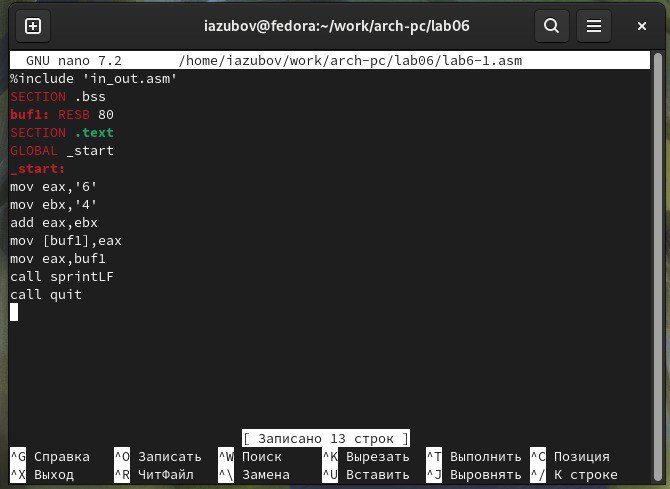 iazubov@fedora:~/work/arch-pc/lab06
GNU nano 7.2 /home/iazubov/work/arch-pc/lab06/lab6-1.asm
%include 'in_out.asm'
SECTION .bss
buf1: RESB 80
SECTION .text
GLOBAL _start
_start:
mov eax,'6'
mov ebx,'4'
add eax,ebx
mov [buf1],eax
mov eax,buf1
call sprintLF
call quit
[ Записано 13 строк ]
^G Справка ^O Записать ^W Поиск ^K Вырезать ^T Выполнить ^C Позиция
^X Выход ^R ЧитФайл ^\ Замена ^U Вставить ^J Выровнять ^/ К строке